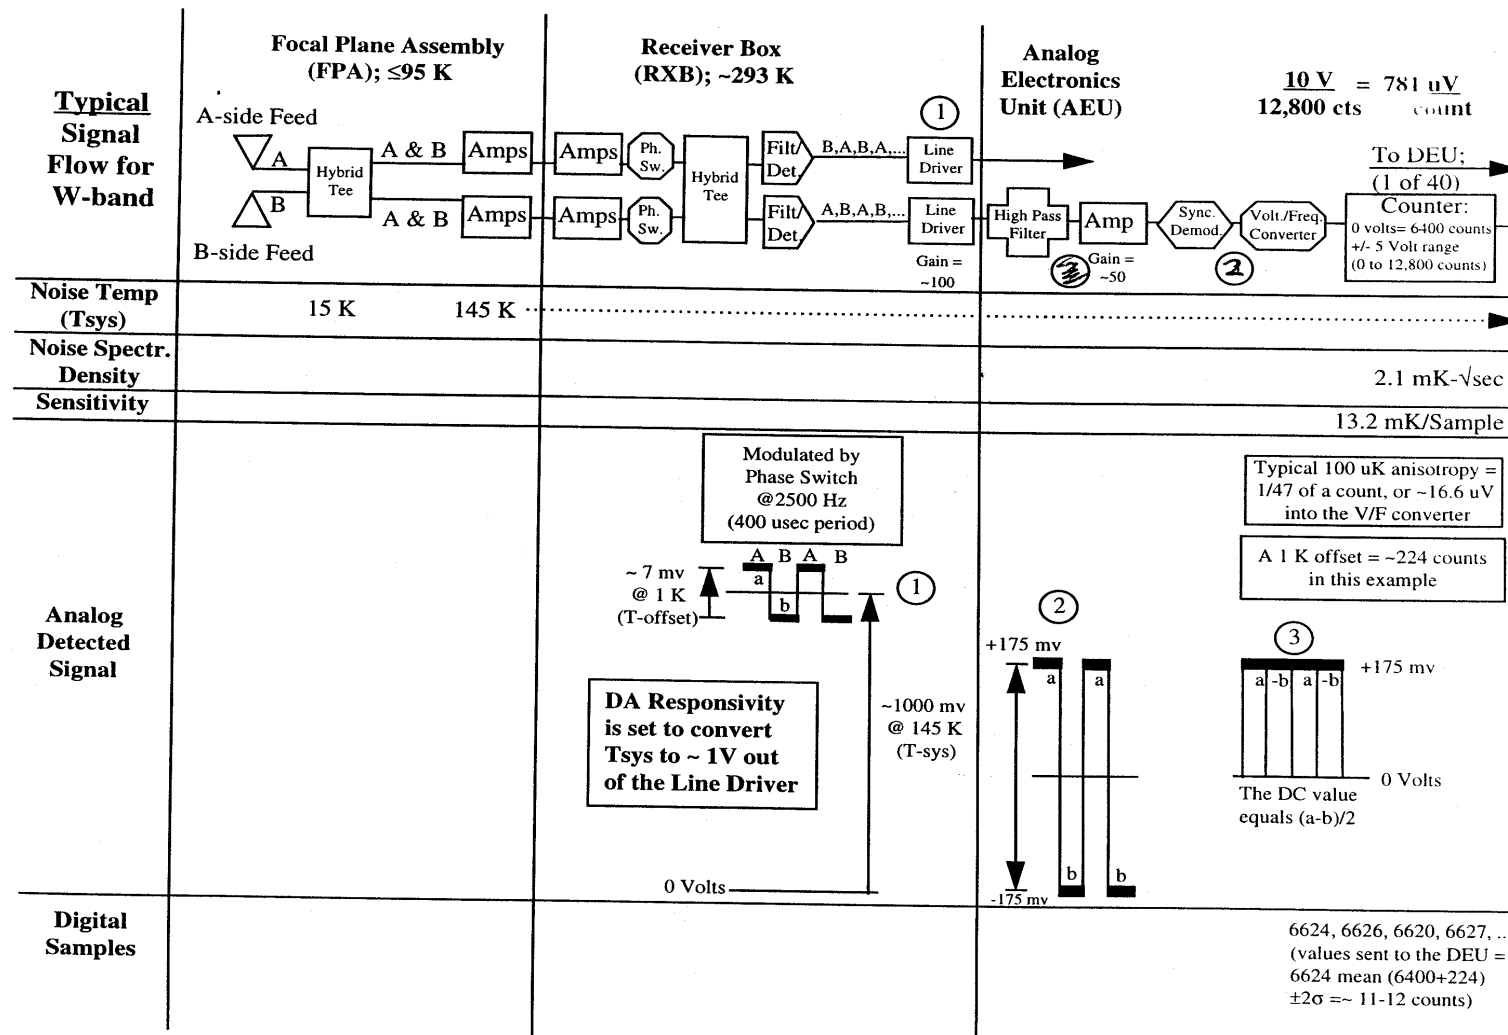 Typical
Signal
Flow for
W-band
Focal Plane Assembly
(FPA); ≤95 K
Receiver Box
(RXB); ~293 K
Analog
Electronics
Unit (AEU)
10 V = 781 uV
12,800 cts count
A-side Feed
A
B
B-side Feed
Hybrid
Tee
A & B
A & B
Amps
Amps
Amps
Amps
Ph.
Sw.
Ph.
Sw.
Hybrid
Tee
Filt/
Det.
Filt/
Det.
B,A,B,A,...
A,B,A,B,...
1
Line
Driver
Line
Driver
Gain =
~100
High Pass
Filter
Amp
Gain =
~50
Sync.
Demod.
2
Volt./Freq.
Converter
To DEU;
(1 of 40)
Counter:
0 volts= 6400 counts
+/- 5 Volt range
(0 to 12,800 counts)
Noise Temp
(Tsys)
15 K
145 K
Noise Spectr.
Density
2.1 mK-√sec
Sensitivity
13.2 mK/Sample
Analog
Detected
Signal
Modulated by
Phase Switch
@2500 Hz
(400 usec period)
A B A B
a
b
~ 7 mv
@ 1 K
(T-offset)
1
~1000 mv
@ 145 K
(T-sys)
DA Responsivity
is set to convert
Tsys to ~ 1V out
of the Line Driver
0 Volts
2
+175 mv
a a
b b
-175 mv
Typical 100 uK anisotropy =
1/47 of a count, or ~16.6 uV
into the V/F converter
A 1 K offset = ~224 counts
in this example
3
+175 mv
a -b a -b
0 Volts
The DC value
equals (a-b)/2
Digital
Samples
6624, 6626, 6620, 6627, ..
(values sent to the DEU =
6624 mean (6400+224)
±2σ =~ 11-12 counts)